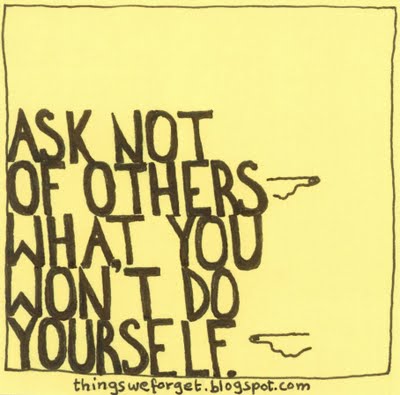 ASK NOT
OF OTHERS
WHAT YOU
WON'T DO
YOURSELF.
thingsweforget.blogspot.com